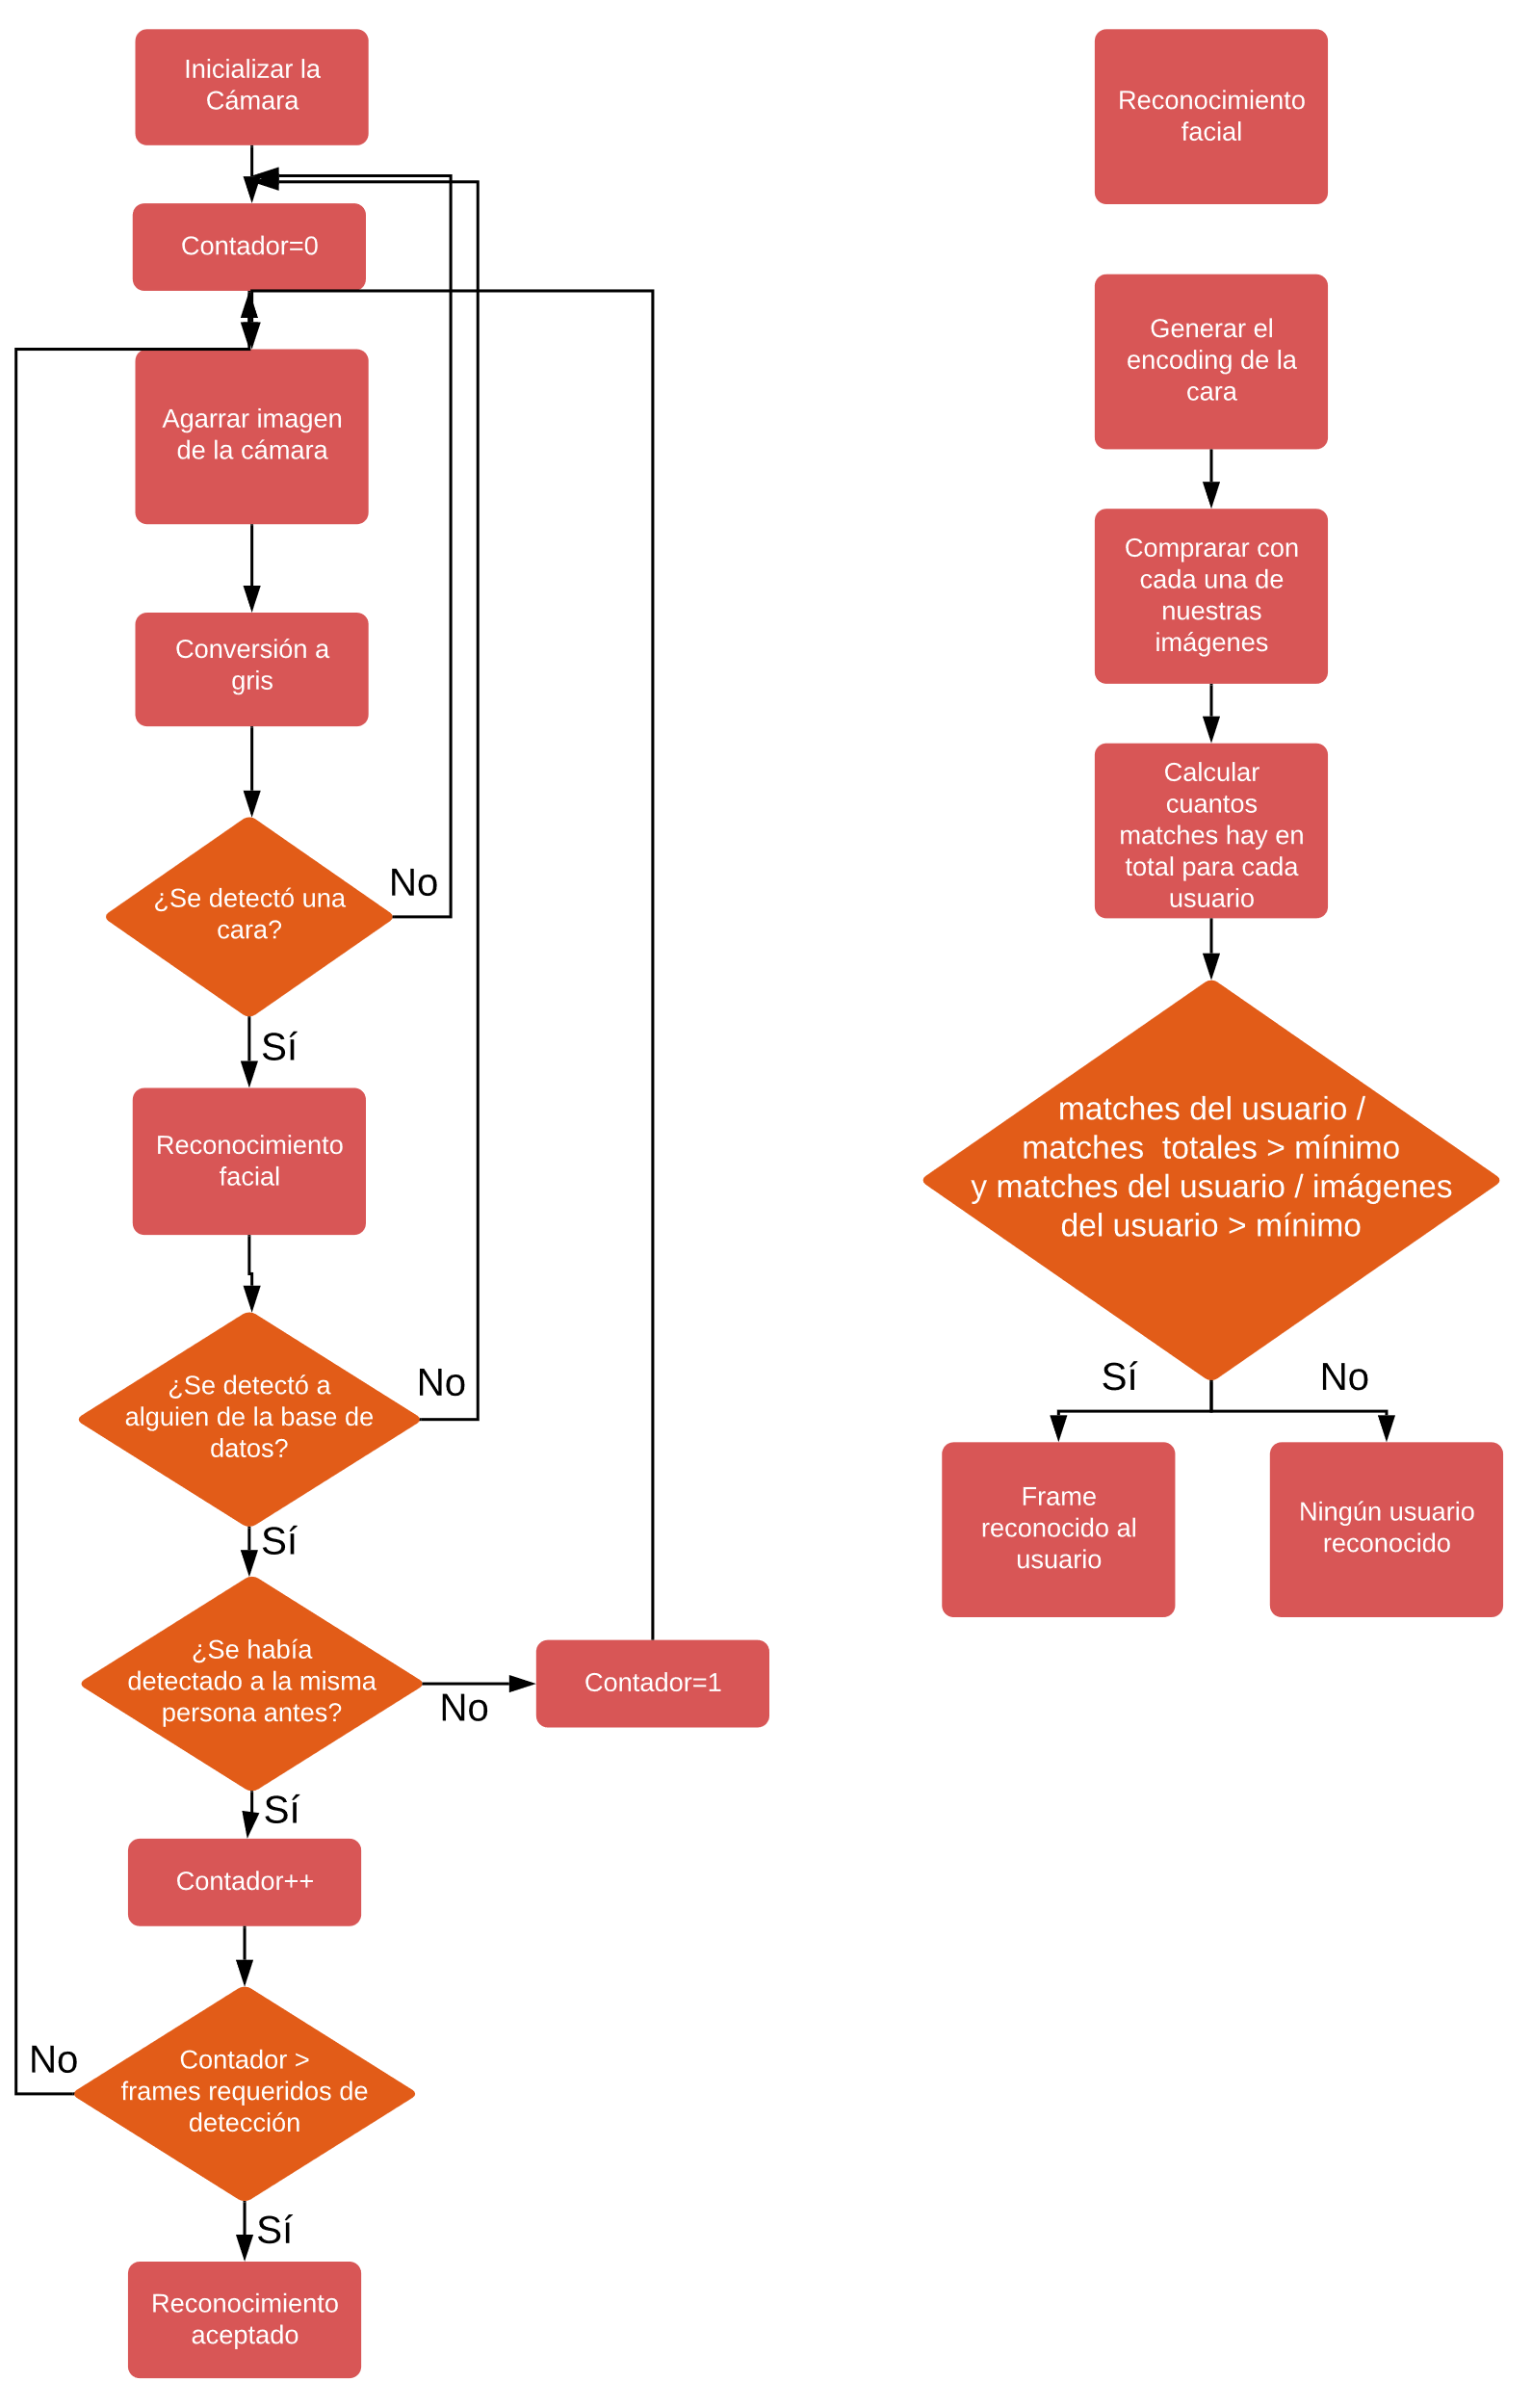 Inicializar la
Cámara
Contador=0
Agarrar imagen
de la cámara
Conversión a
gris
¿Se detectó una
cara?
No
Sí
Reconocimiento
facial
¿Se detectó a
alguien de la base de
datos?
No
Sí
¿Se había
detectado a la misma
persona antes?
No
Contador=1
Sí
Contador++
Contador >
frames requeridos de
detección
No
Sí
Reconocimiento
aceptado
Reconocimiento
facial
Generar el
encoding de la
cara
Comprarar con
cada una de
nuestras
imágenes
Calcular
cuantos
matches hay en
total para cada
usuario
matches del usuario /
matches  totales > mínimo
y matches del usuario / imágenes
del usuario > mínimo
Sí
No
Frame
reconocido al
usuario
Ningún usuario
reconocido